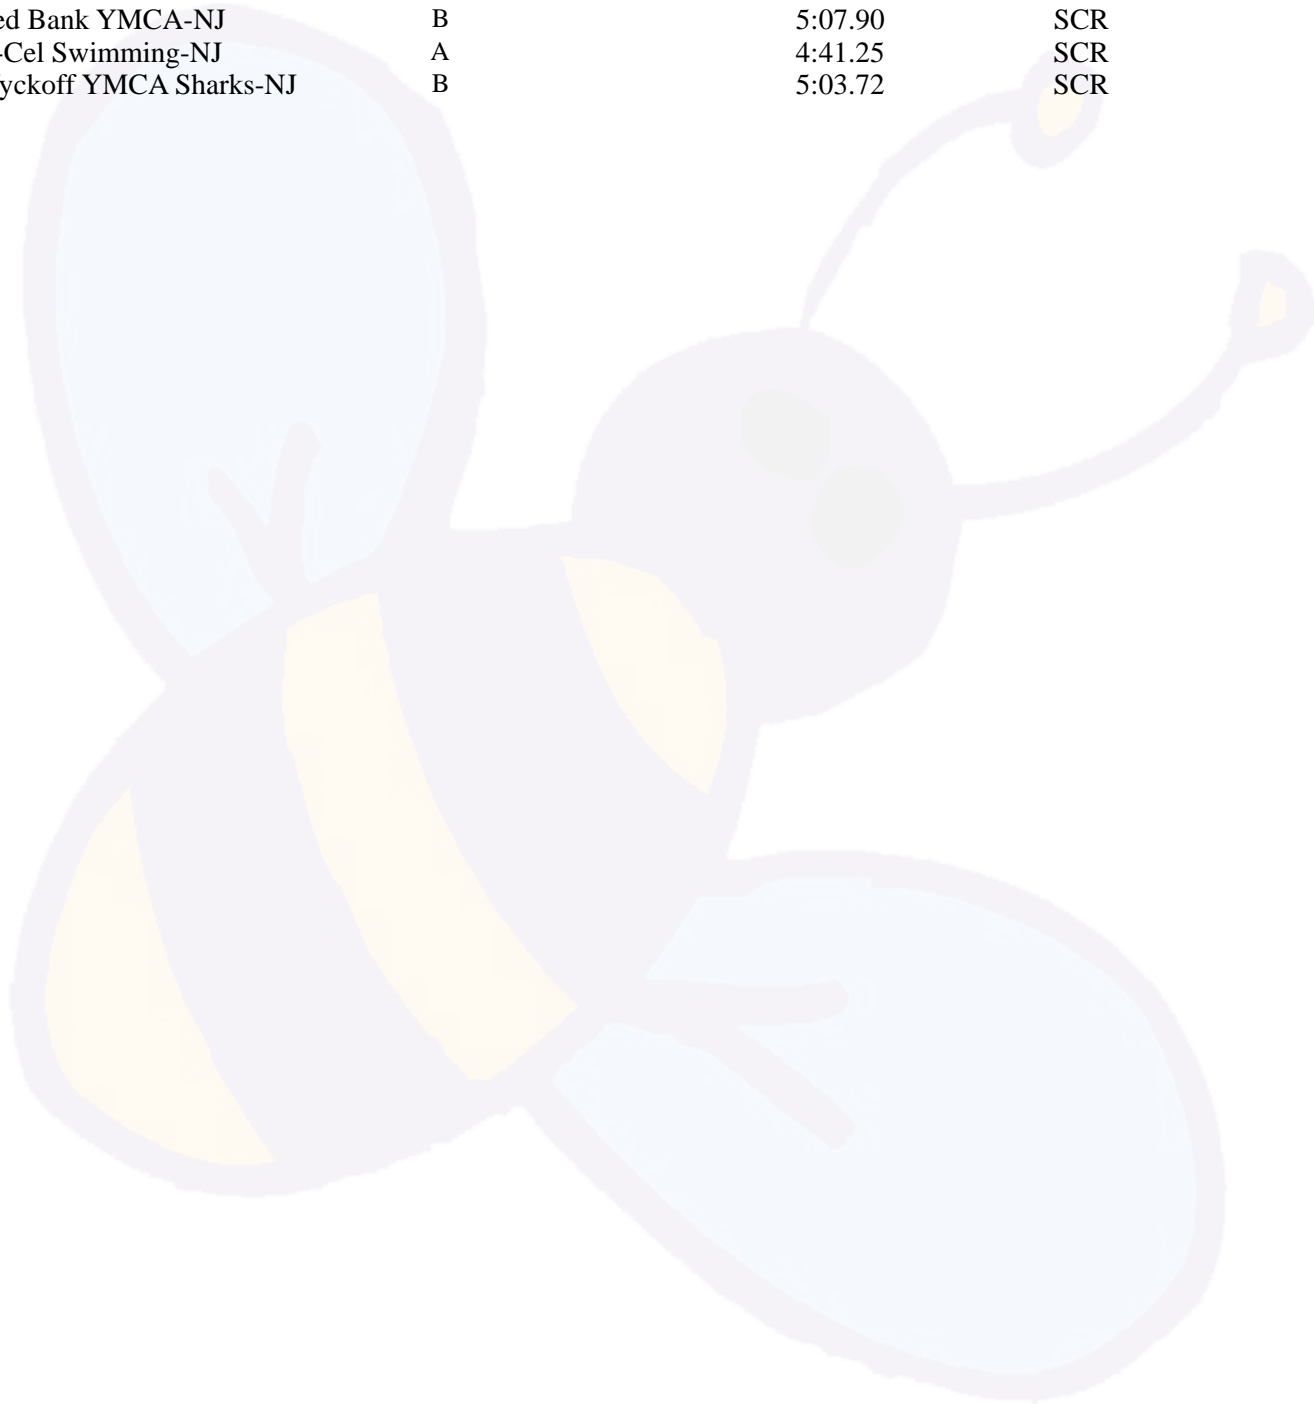 ed Bank YMCA-NJ B 5:07.90 SCR
-Cel Swimming-NJ A 4:41.25 SCR
yckoff YMCA Sharks-NJ B 5:03.72 SCR